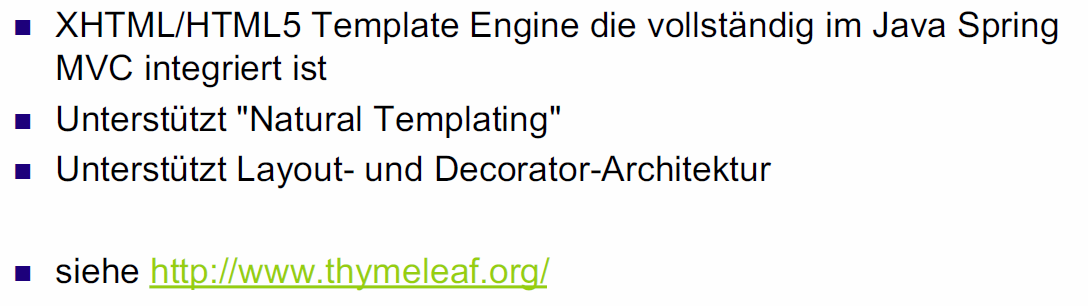 XHTML/HTML5 Template Engine die vollständig im Java Spring
MVC integriert ist
Unterstützt "Natural Templating"
Unterstützt Layout- und Decorator-Architektur
siehe http://www.thymeleaf.org/